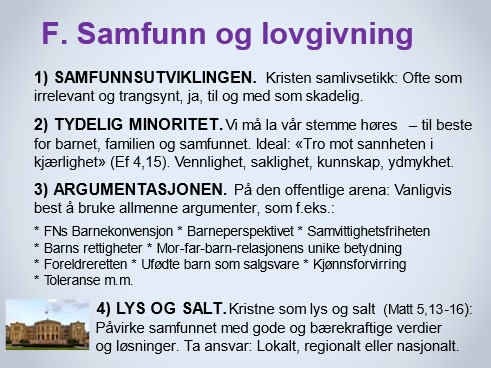 F. Samfunn og lovgivning
1) SAMFUNNSUTVIKLINGEN. Kristen samlivsetikk: Ofte som
irrelevant og trangsynt, ja, til og med som skadelig.
2) TYDELIG MINORITET. Vi må la vår stemme høres – til beste
for barnet, familien og samfunnet. Ideal: «Tro mot sannheten i
kjærlighet» (Ef 4,15). Vennlighet, saklighet, kunnskap, ydmykhet.
3) ARGUMENTASJONEN. På den offentlige arena: Vanligvis
best å bruke allmenne argumenter, som f.eks.:
* FNs Barnekonvensjon * Barneperspektivet * Samvittighetsfriheten
* Barns rettigheter * Mor-far-barn-relasjonens unike betydning
* Foreldreretten * Ufødte barn som salgsvare * Kjønnsforvirring
* Toleranse m.m.
4) LYS OG SALT. Kristne som lys og salt (Matt 5,13-16):
Påvirke samfunnet med gode og bærekraftige verdier
og løsninger. Ta ansvar: Lokalt, regionalt eller nasjonalt.